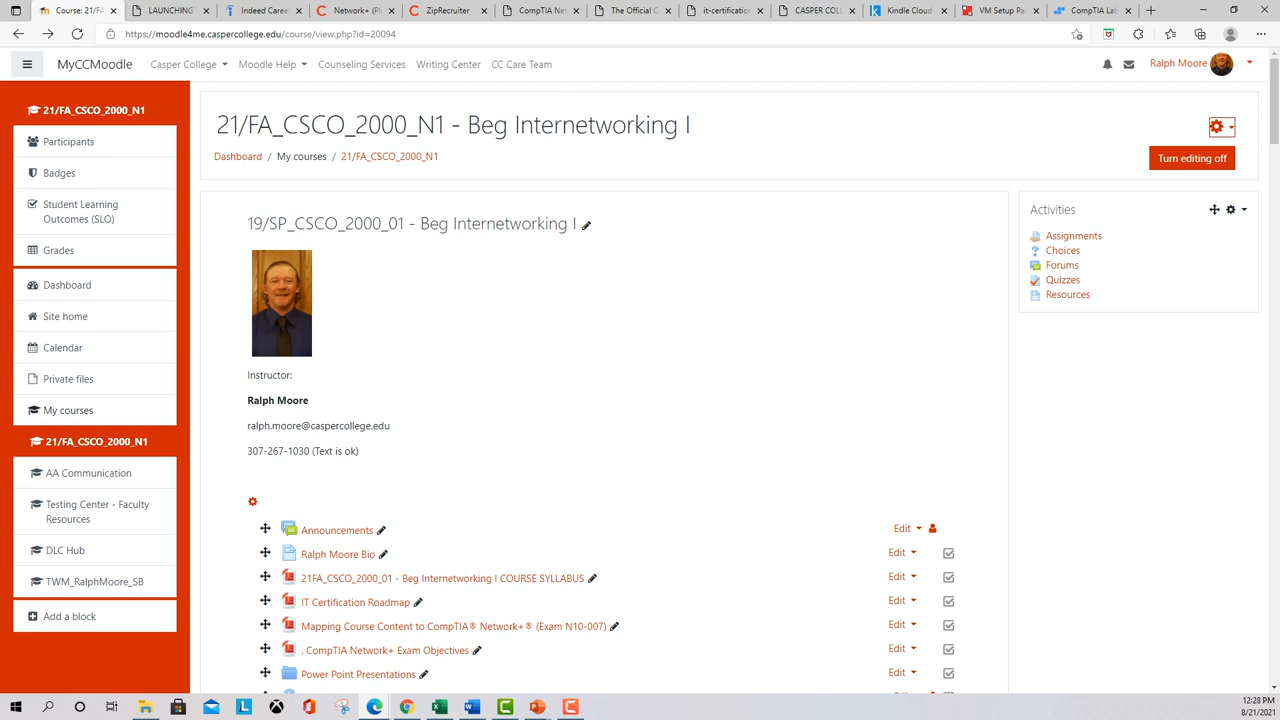 Course: 21/FA
LAUNCHING
Indeed Caree
Network+ (Pl
ZipRecruiter
CompTIA Net
The Official C
it-certification
CASPER COLL
Kindle Cloud
VM Setup Pa
CompTIA Lab
https://moodle4me.caspercollege.edu/course/view.php?id=20094
MyCCMoodle
Casper College
Moodle Help
Counseling Services
Writing Center
CC Care Team
Ralph Moore
21/FA_CSCO_2000_N1
Participants
Badges
Student Learning
Outcomes (SLO)
Grades
Dashboard
Site home
Calendar
Private files
My courses
21/FA_CSCO_2000_N1
AA Communication
Testing Center - Faculty
Resources
DLC Hub
TWM_RalphMoore_SB
Add a block
21/FA_CSCO_2000_N1 - Beg Internetworking I
Dashboard / My courses / 21/FA_CSCO_2000_N1
Turn editing off
19/SP_CSCO_2000_01 - Beg Internetworking I
Instructor:
Ralph Moore
ralph.moore@caspercollege.edu
307-267-1030 (Text is ok)
Announcements Edit
Ralph Moore Bio Edit
21FA_CSCO_2000_01 - Beg Internetworking I COURSE SYLLABUS Edit
IT Certification Roadmap Edit
Mapping Course Content to CompTIA® Network+® (Exam N10-007) Edit
. CompTIA Network+ Exam Objectives Edit
Power Point Presentations Edit
Activities
Assignments
Choices
Forums
Quizzes
Resources
12:28 PM
8/21/2021